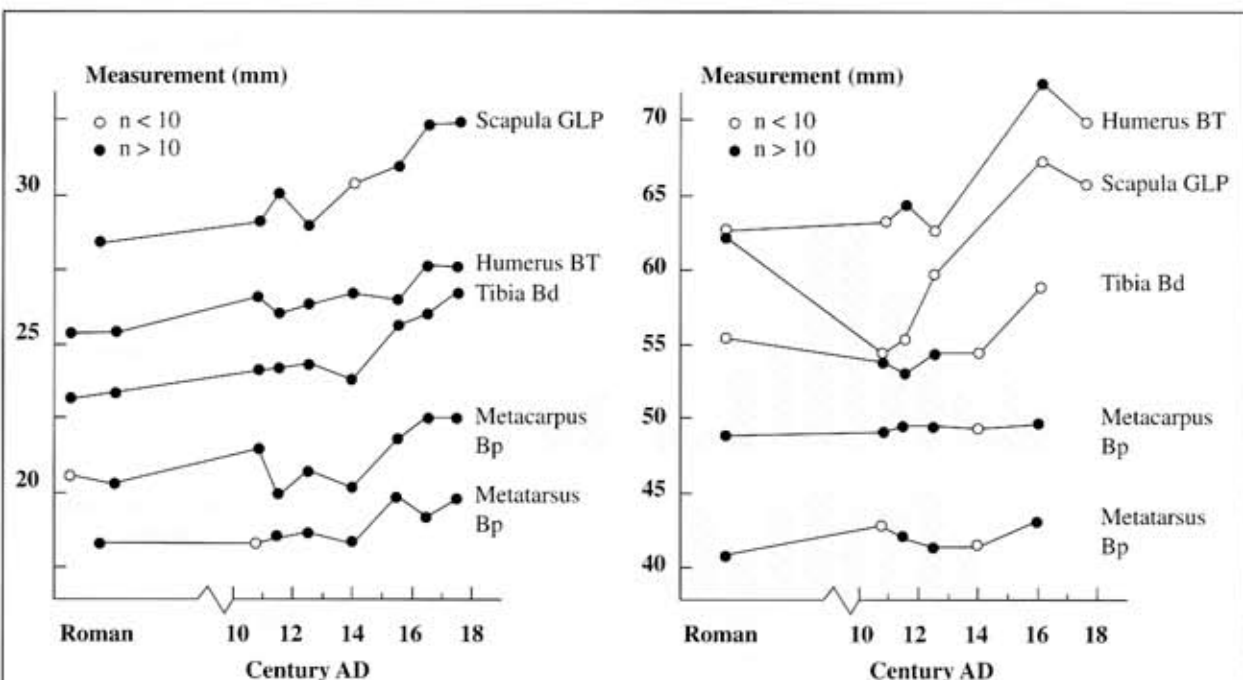 Measurement (mm)
n < 10
n > 10
30
25
20
Scapula GLP
Humerus BT
Tibia Bd
Metacarpus
Bp
Metatarsus
Bp
Roman
10 12 14 16 18
Century AD
Measurement (mm)
n < 10
n > 10
70
65
60
55
50
45
40
Humerus BT
Scapula GLP
Tibia Bd
Metacarpus
Bp
Metatarsus
Bp
Roman
10 12 14 16 18
Century AD